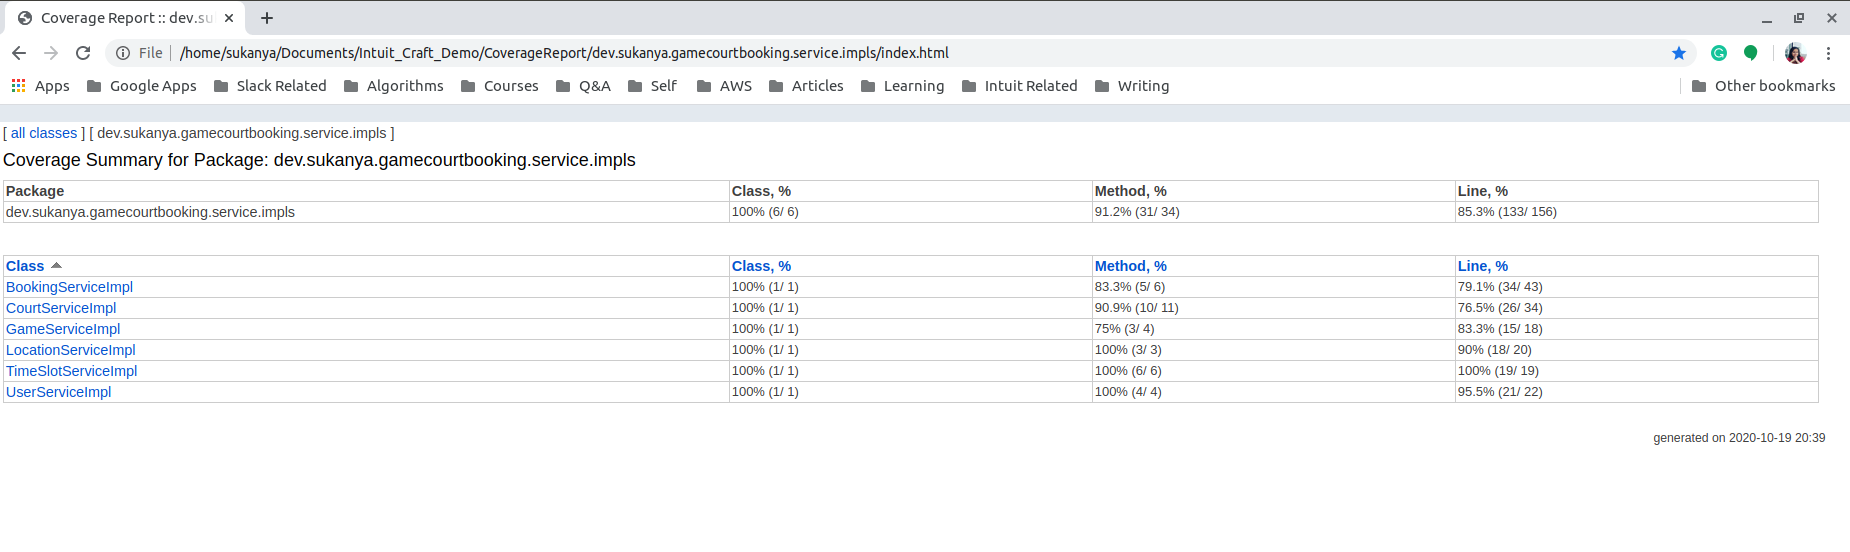 Coverage Report :: dev.su
File /home/sukanya/Documents/Intuit_Craft_Demo/CoverageReport/dev.sukanya.gamecourtbooking.service.impls/index.html
Apps Google Apps Slack Related Algorithms Courses Q&A Self AWS Articles Learning Intuit Related Writing Other bookmarks
[ all classes ] [ dev.sukanya.gamecourtbooking.service.impls ]
Coverage Summary for Package: dev.sukanya.gamecourtbooking.service.impls
Package Class, % Method, % Line, %
dev.sukanya.gamecourtbooking.service.impls 100% (6/ 6) 91.2% (31/ 34) 85.3% (133/ 156)
Class Class, % Method, % Line, %
BookingServiceImpl 100% (1/ 1) 83.3% (5/ 6) 79.1% (34/ 43)
CourtServiceImpl 100% (1/ 1) 90.9% (10/ 11) 76.5% (26/ 34)
GameServiceImpl 100% (1/ 1) 75% (3/ 4) 83.3% (15/ 18)
LocationServiceImpl 100% (1/ 1) 100% (3/ 3) 90% (18/ 20)
TimeSlotServiceImpl 100% (1/ 1) 100% (6/ 6) 100% (19/ 19)
UserServiceImpl 100% (1/ 1) 100% (4/ 4) 95.5% (21/ 22)
generated on 2020-10-19 20:39